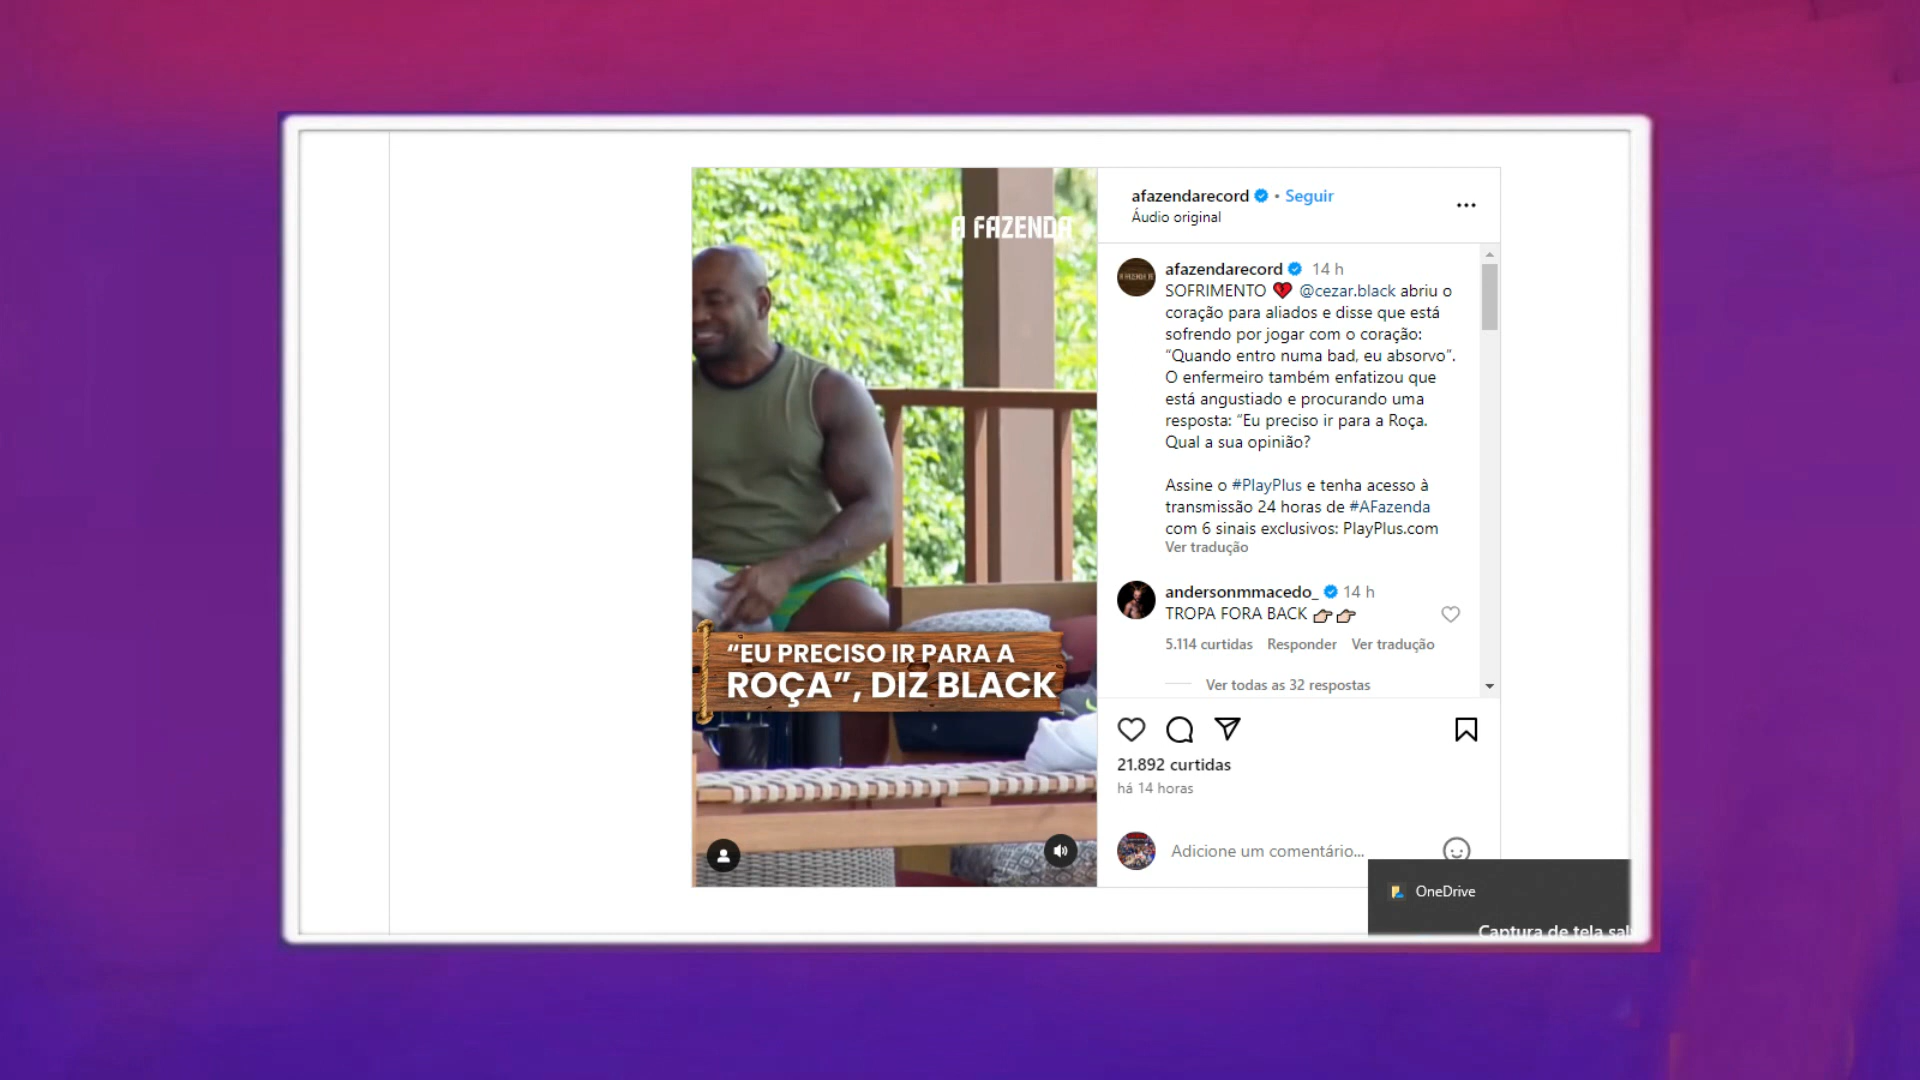 A FAZENDA
“EU PRECISO IR PARA A
ROÇA”, DIZ BLACK
afazendarecord • Seguir
Áudio original
afazendarecord 14 h
SOFRIMENTO 💔 @cezar.black abriu o
coração para aliados e disse que está
sofrendo por jogar com o coração:
“Quando entro numa bad, eu absorvo”.
O enfermeiro também enfatizou que
está angustiado e procurando uma
resposta: “Eu preciso ir para a Roça.
Qual a sua opinião?
Assine o #PlayPlus e tenha acesso à
transmissão 24 horas de #AFazenda
com 6 sinais exclusivos: PlayPlus.com
Ver tradução
andersonmmacedo_ 14 h
TROPA FORA BACK 👉🏻👉🏻
5.114 curtidas Responder Ver tradução
Ver todas as 32 respostas
21.892 curtidas
há 14 horas
Adicione um comentário...
OneDrive
Captura de tela sal